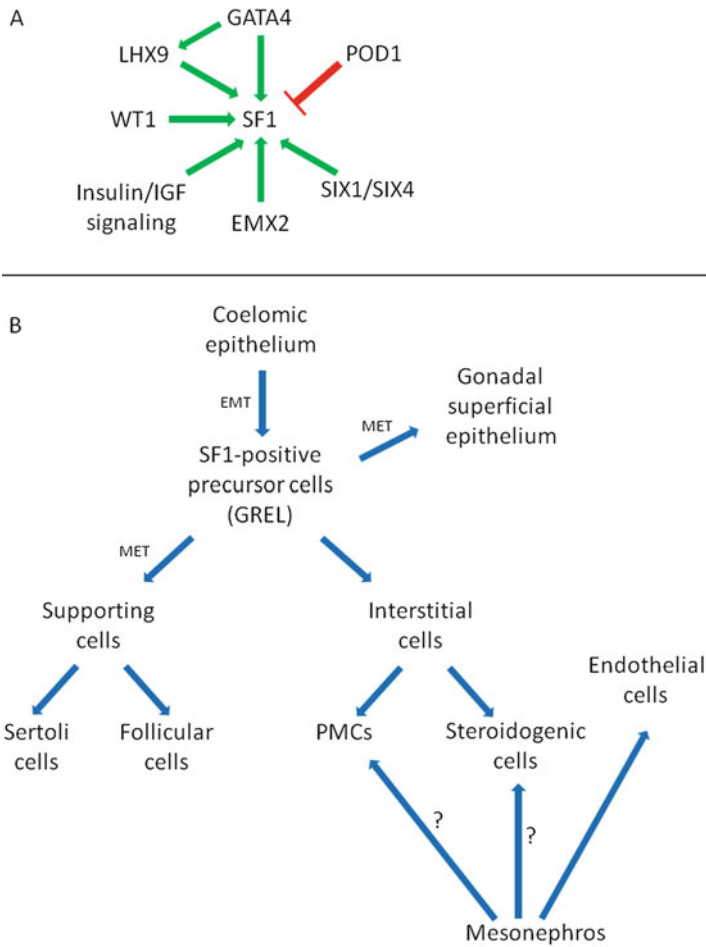 A
GATA4
LHX9
POD1
WT1
SF1
Insulin/IGF
signaling
EMX2
SIX1/SIX4
B
Coelomic
epithelium
EMT
Gonadal
superficial
epithelium
MET
SF1-positive
precursor cells
(GREL)
MET
Supporting
cells
Interstitial
cells
Endothelial
cells
Sertoli
cells
Follicular
cells
PMCs
Steroidogenic
cells
?
?
Mesonephros